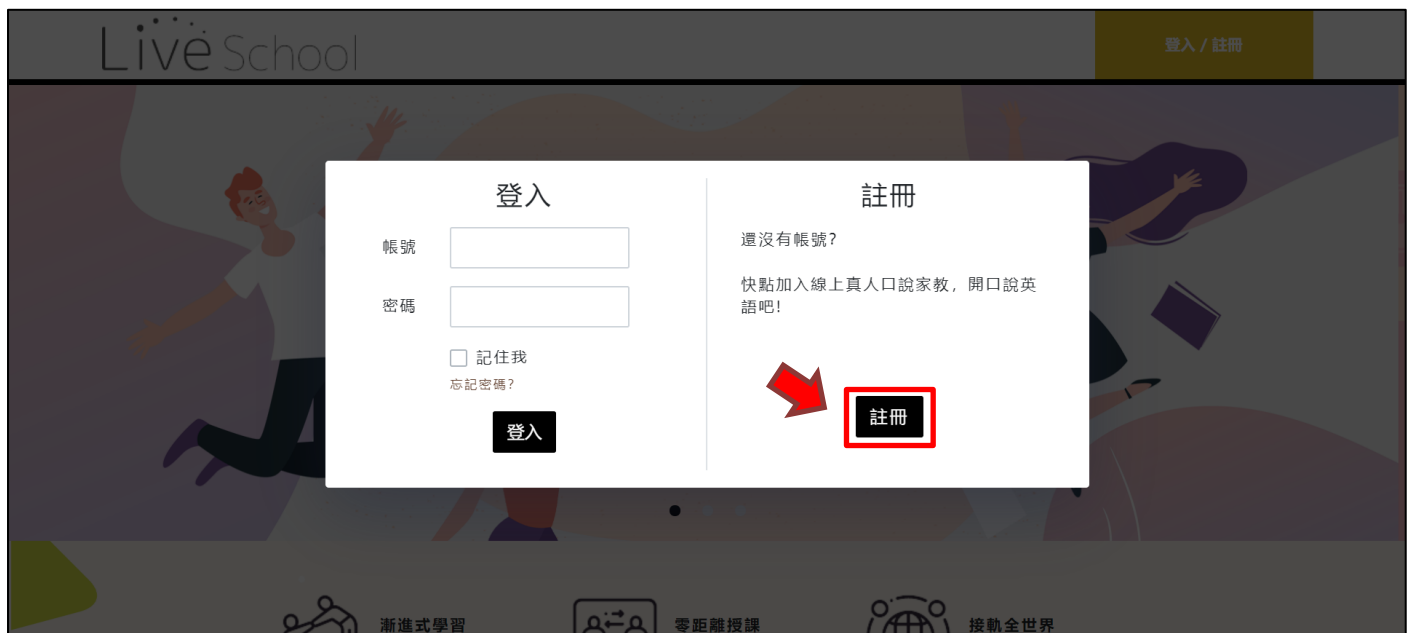 Live School
登入 / 註冊
登入
帳號
密碼
記住我
忘記密碼?
登入
註冊
還沒有帳號?
快點加入線上真人口說家教, 開口說英
語吧!
註冊
漸進式學習
零距離授課
接軌全世界